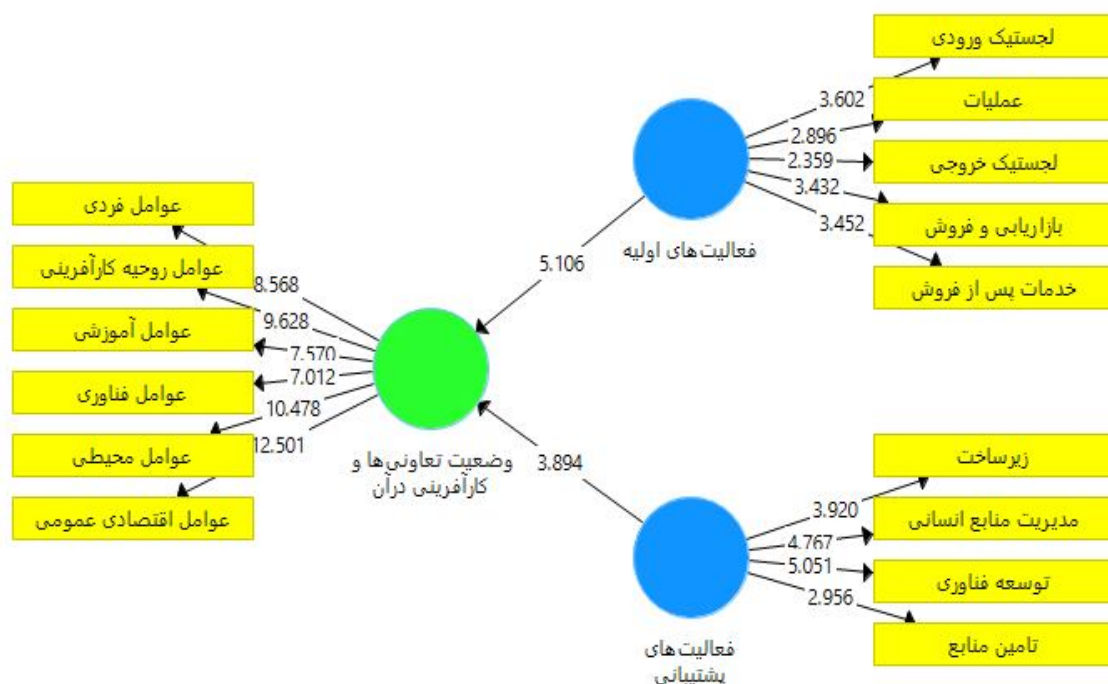 لجستیک ورودی
3.602
عملیات
2.896
لجستیک خروجی
2.359
بازاریابی و فروش
3.432
خدمات پس از فروش
3.452
فعالیت‌های اولیه
5.106
عوامل فردی
8.568
عوامل روحیه کارآفرینی
9.628
عوامل آموزشی
7.570
عوامل فناوری
7.012
عوامل محیطی
10.478
عوامل اقتصادی عمومی
12.501
وضعیت تعاونی‌ها و
کارآفرینی درآن
3.894
زیرساخت
3.920
مدیریت منابع انسانی
4.767
توسعه فناوری
5.051
تامین منابع
2.956
فعالیت‌های
پشتیبانی